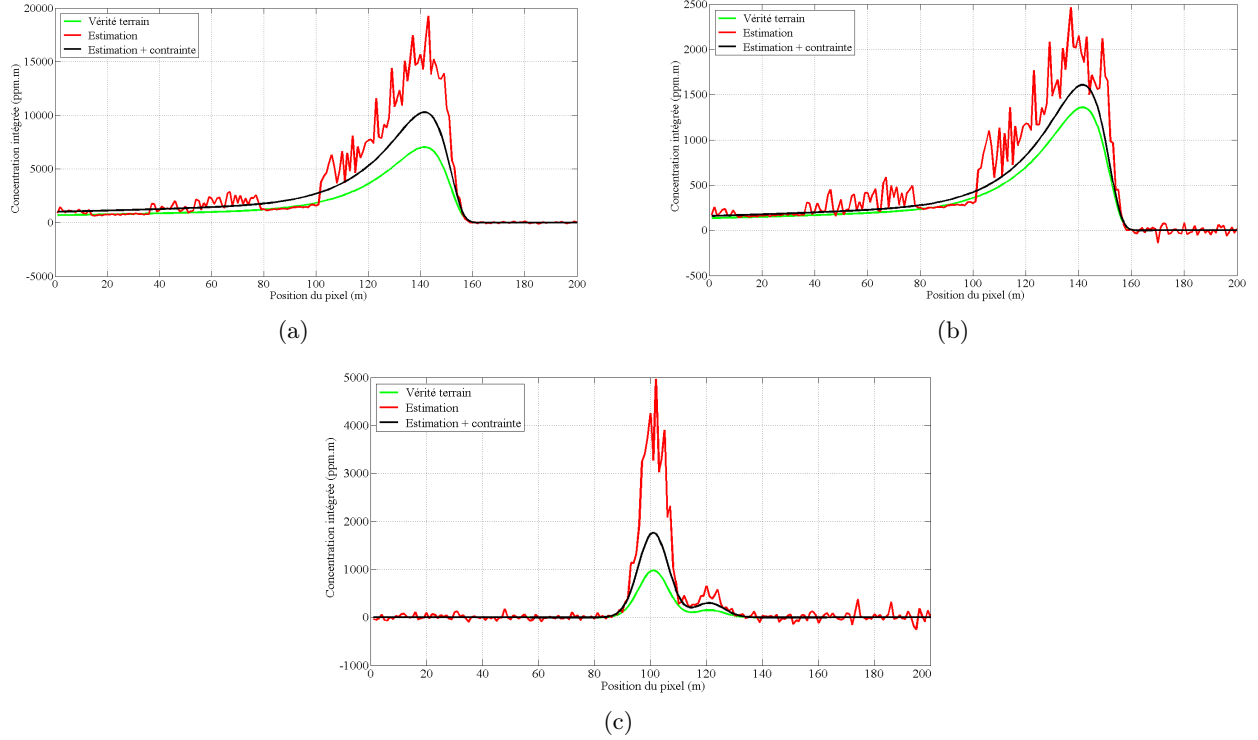 Concentration intégrée (ppm.m)
20000
15000
10000
5000
0
-5000
Vérité terrain
Estimation
Estimation + contrainte
0 20 40 60 80 100 120 140 160 180 200
Position du pixel (m)
(a)
Concentration intégrée (ppm.m)
2500
2000
1500
1000
500
0
-500
Vérité terrain
Estimation
Estimation + contrainte
0 20 40 60 80 100 120 140 160 180 200
Position du pixel (m)
(b)
Concentration intégrée (ppm.m)
5000
4000
3000
2000
1000
0
-1000
Vérité terrain
Estimation
Estimation + contrainte
0 20 40 60 80 100 120 140 160 180 200
Position du pixel (m)
(c)